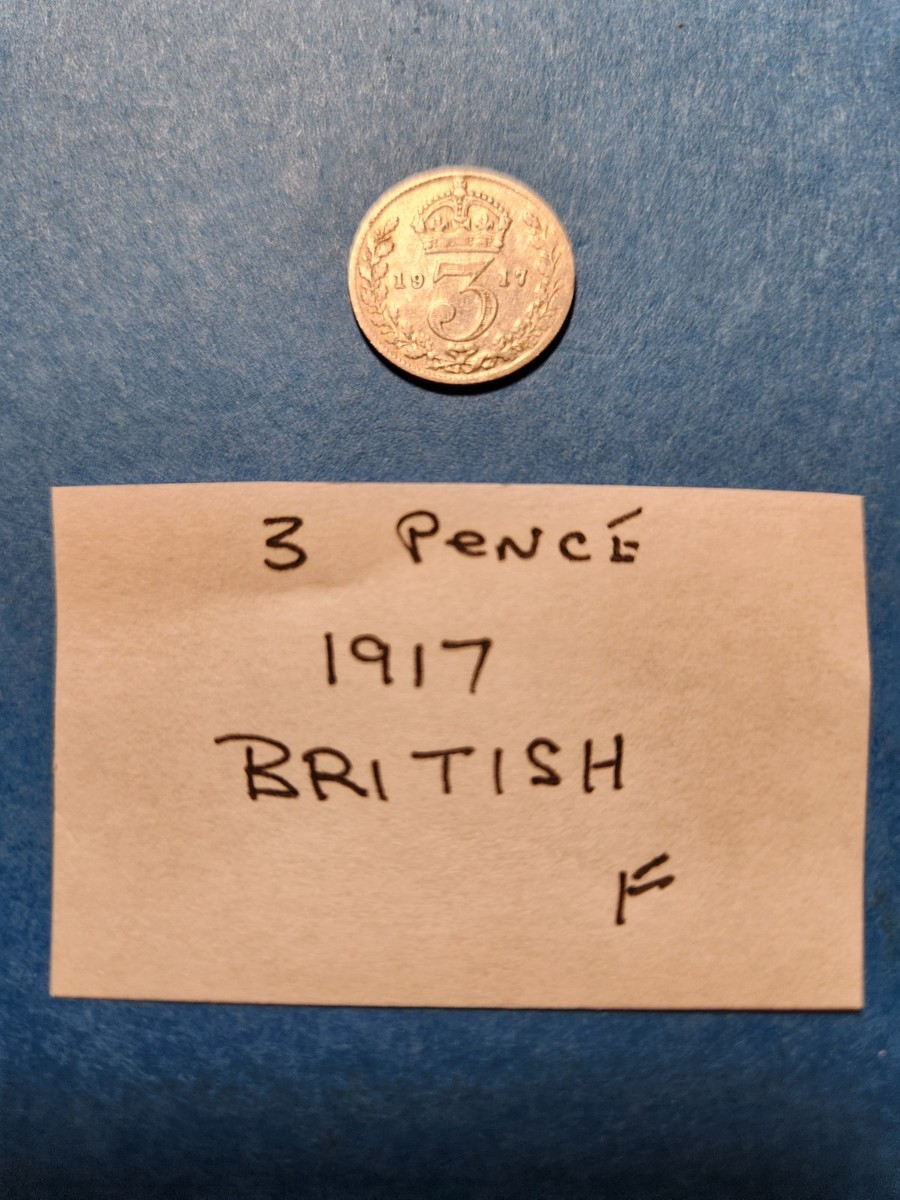 19 3 17
3 PENCE
1917
BRITISH
F